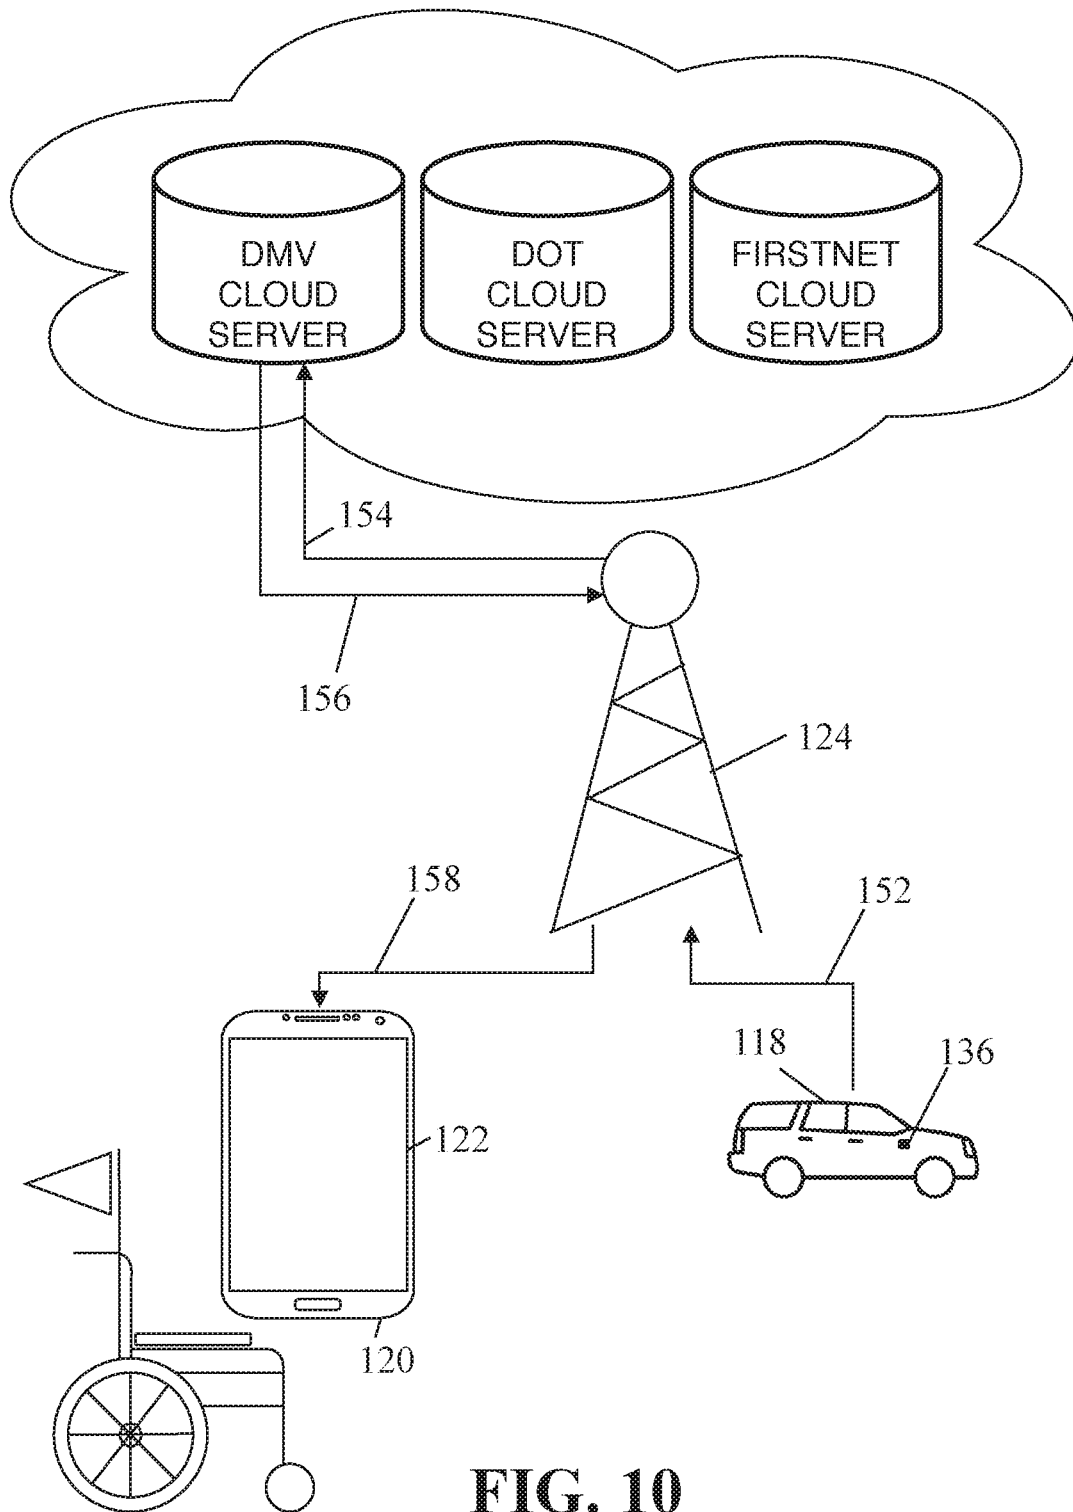 DMV
CLOUD
SERVER
DOT
CLOUD
SERVER
FIRSTNET
CLOUD
SERVER
154
156
124
158
152
118
136
122
120
FIG. 10